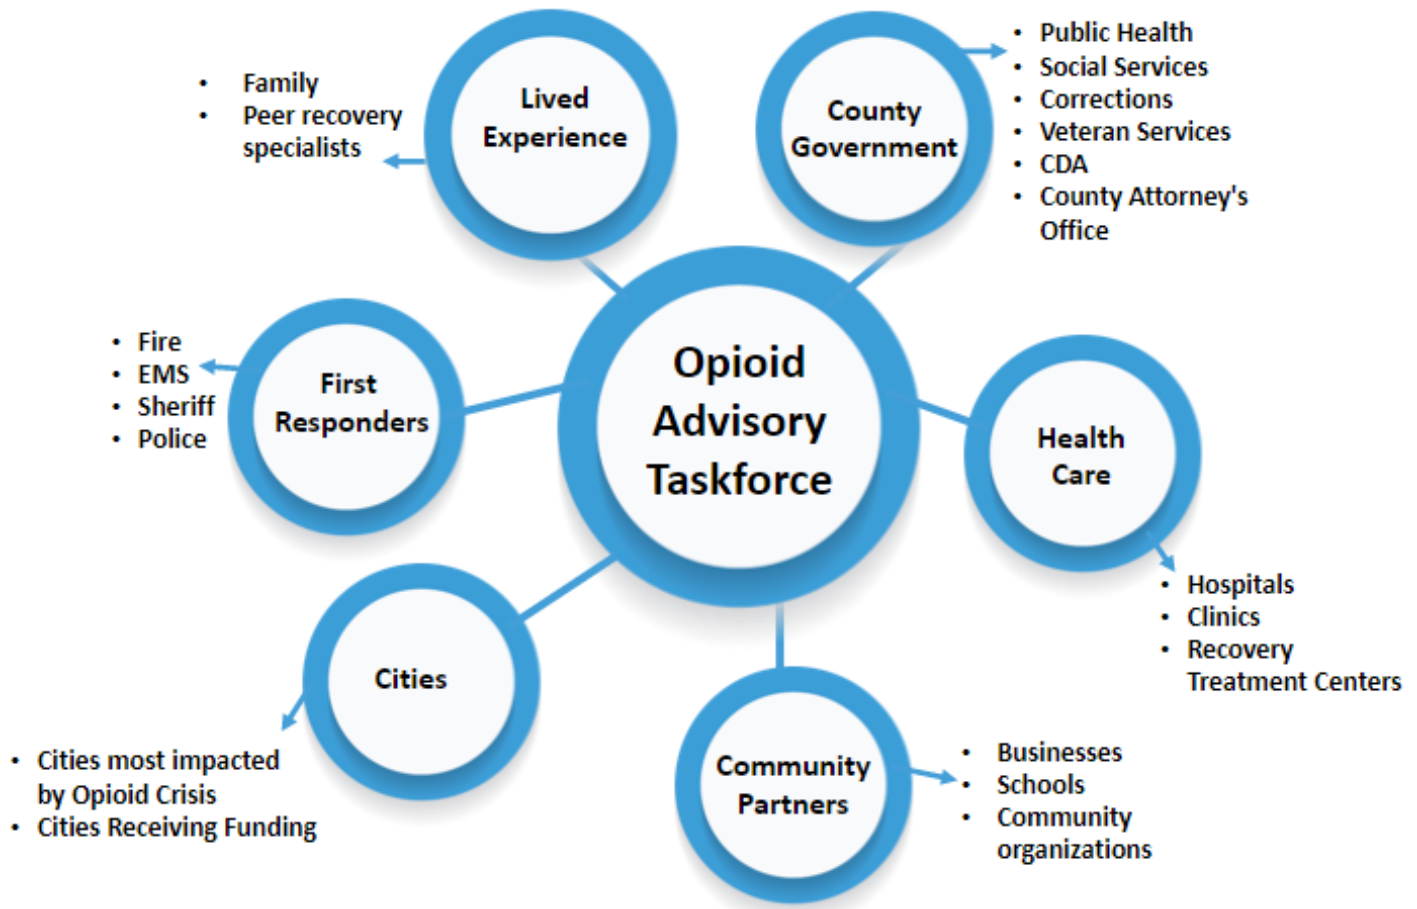 Opioid
Advisory
Taskforce
Lived
Experience
• Family
• Peer recovery
specialists
County
Government
• Public Health
• Social Services
• Corrections
• Veteran Services
• CDA
• County Attorney's
Office
First
Responders
• Fire
• EMS
• Sheriff
• Police
Health
Care
• Hospitals
• Clinics
• Recovery
Treatment Centers
Cities
• Cities most impacted
by Opioid Crisis
• Cities Receiving Funding
Community
Partners
• Businesses
• Schools
• Community
organizations